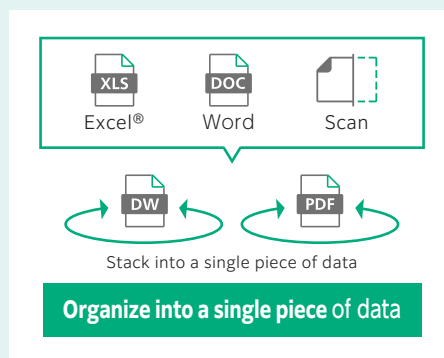 XLS DOC
Excel® Word Scan
DW PDF
Stack into a single piece of data
Organize into a single piece of data